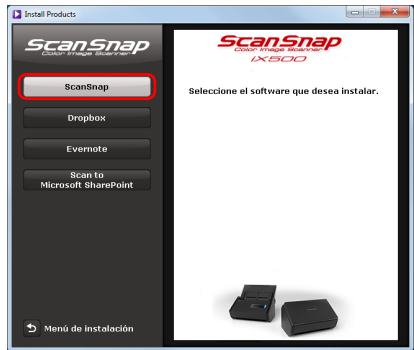 Install Products
ScanSnap
Color Image Scanner
ScanSnap
Dropbox
Evernote
Scan to
Microsoft SharePoint
Menú de instalación
ScanSnap
Color Image Scanner
iX500
Seleccione el software que desea instalar.